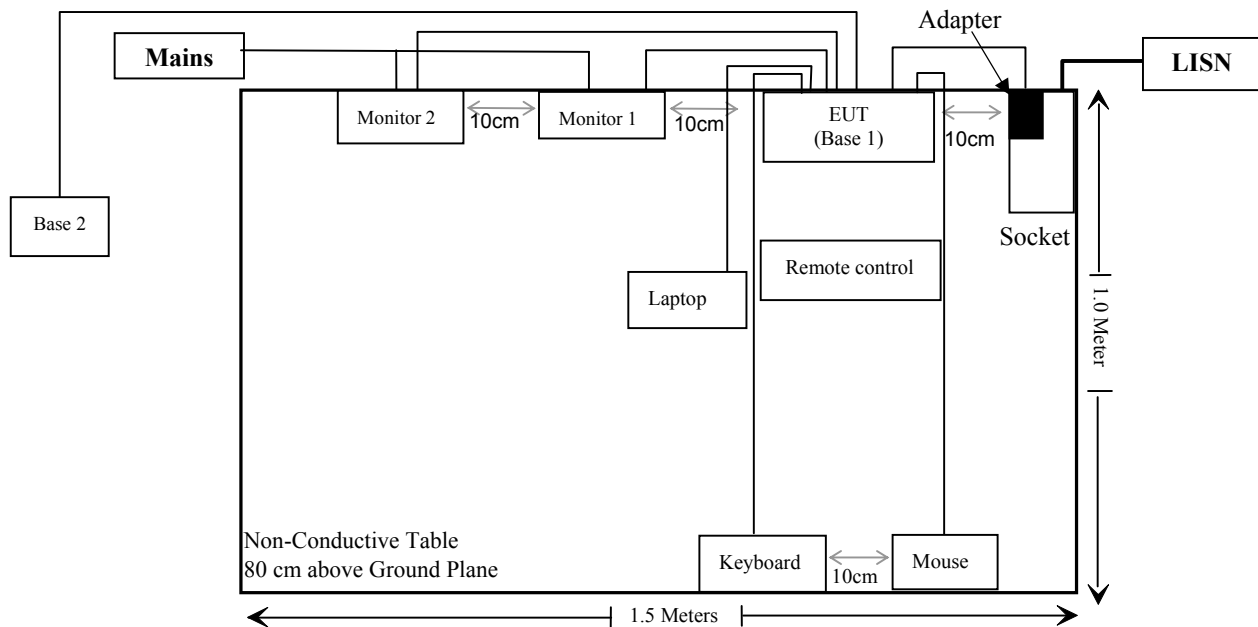 Adapter
Mains
LISN
Monitor 2
10cm
Monitor 1
10cm
EUT
(Base 1)
10cm
Base 2
Socket
Remote control
Laptop
1.0 Meter
Non-Conductive Table
80 cm above Ground Plane
Keyboard
10cm
Mouse
1.5 Meters